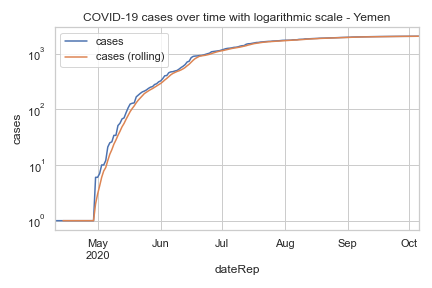 COVID-19 cases over time with logarithmic scale - Yemen
cases
cases (rolling)
10³
10²
10¹
10⁰
cases
May Jun Jul Aug Sep Oct
2020
dateRep